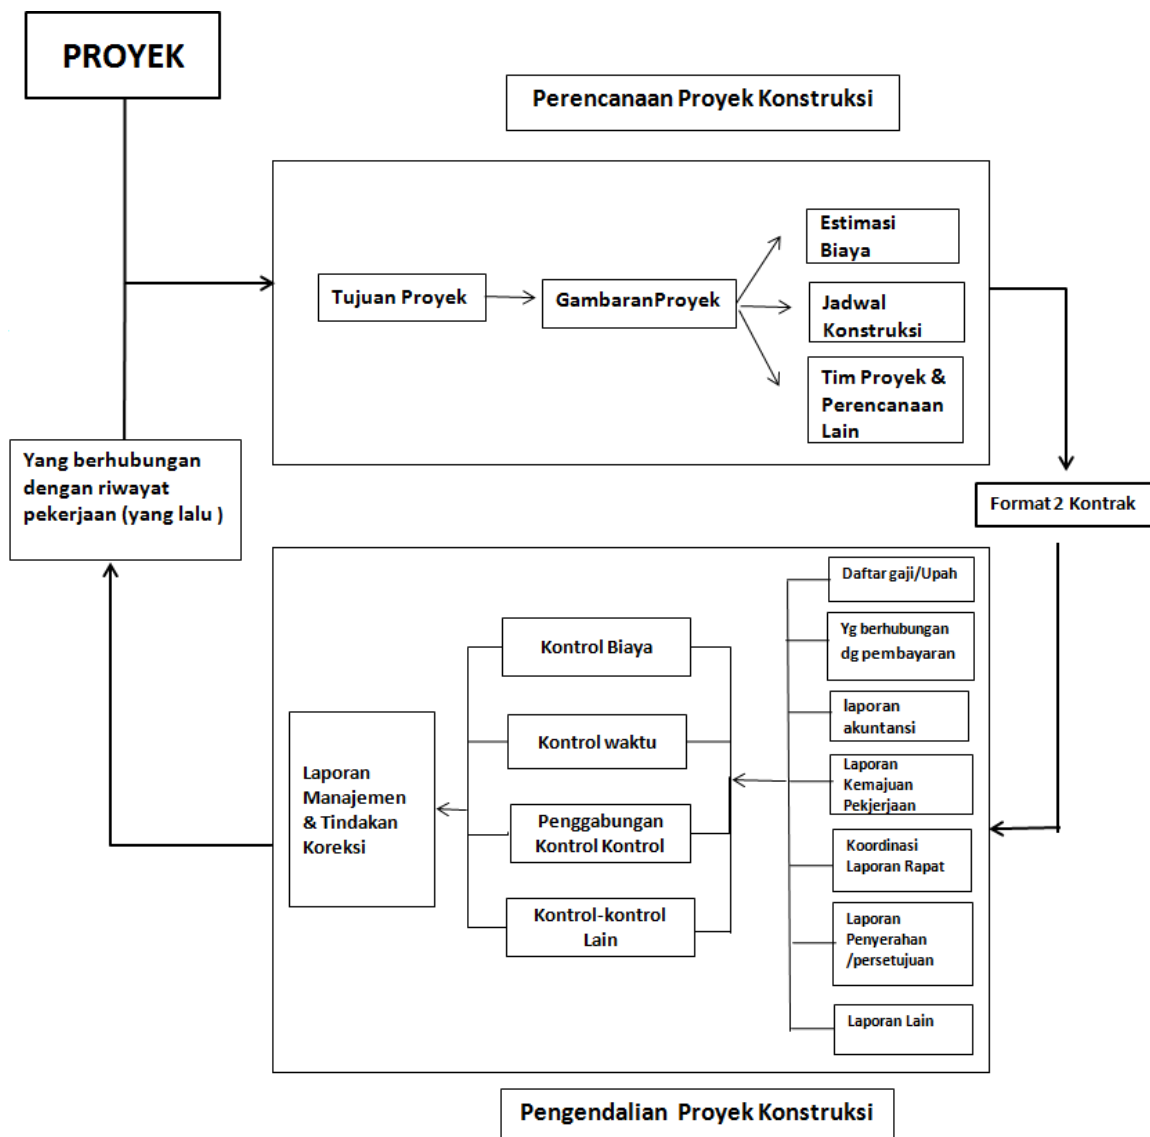 PROYEK
Perencanaan Proyek Konstruksi
Estimasi
Biaya
Tujuan Proyek
GambaranProyek
Jadwal
Konstruksi
Tim Proyek &
Perencanaan
Lain
Yang berhubungan
dengan riwayat
pekerjaan (yang lalu )
Format 2 Kontrak
Daftar gaji/Upah
Yg berhubungan
dg pembayaran
laporan
akuntansi
Laporan
Kemajuan
Pekjerjaan
Koordinasi
Laporan Rapat
Laporan
Penyerahan
/persetujuan
Laporan Lain
Kontrol Biaya
Kontrol waktu
Penggabungan
Kontrol Kontrol
Kontrol-kontrol
Lain
Laporan
Manajemen
& Tindakan
Koreksi
Pengendalian  Proyek Konstruksi